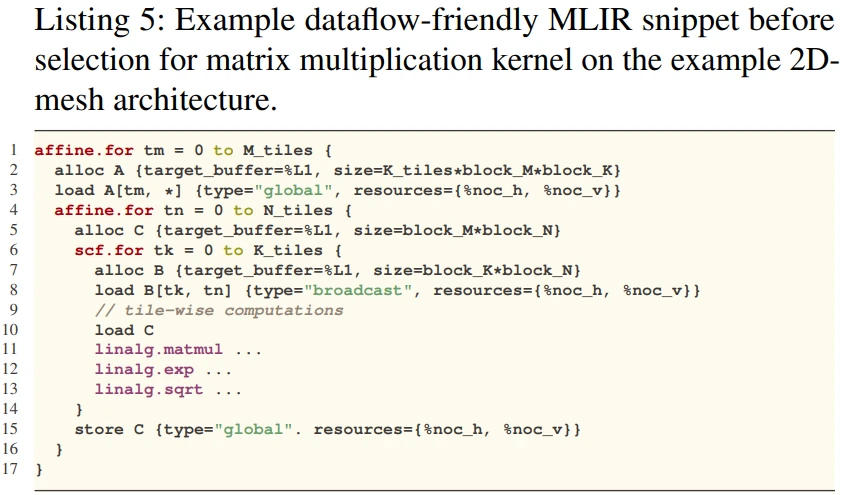 Listing 5: Example dataflow-friendly MLIR snippet before
selection for matrix multiplication kernel on the example 2D-
mesh architecture.
1 affine.for tm = 0 to M_tiles {
2   alloc A {target_buffer=%L1, size=K_tiles*block_M*block_K}
3   load A[tm, *] {type="global", resources={%noc_h, %noc_v}}
4   affine.for tn = 0 to N_tiles {
5     alloc C {target_buffer=%L1, size=block_M*block_N}
6     scf.for tk = 0 to K_tiles {
7       alloc B {target_buffer=%L1, size=block_K*block_N}
8       load B[tk, tn] {type="broadcast", resources={%noc_h, %noc_v}}
9       // tile-wise computations
10       load C
11       linalg.matmul ...
12       linalg.exp ...
13       linalg.sqrt ...
14     }
15     store C {type="global". resources={%noc_h, %noc_v}}
16   }
17 }